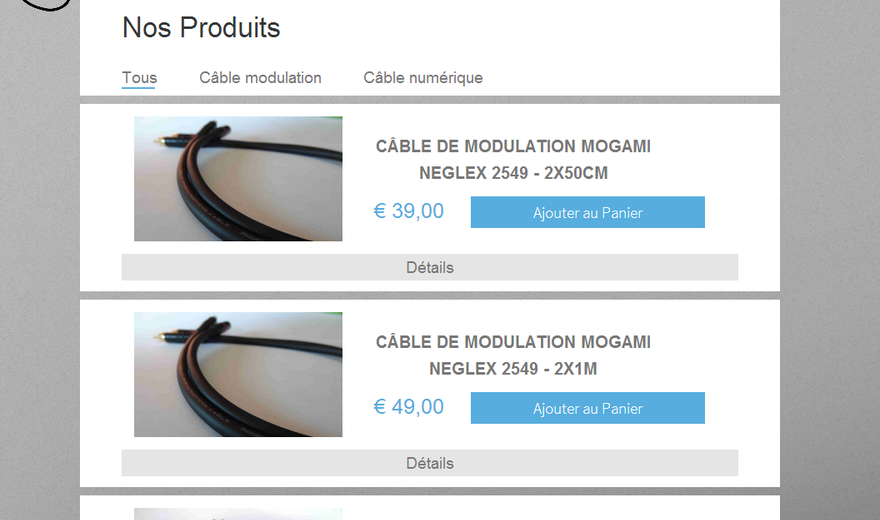 Nos Produits
Tous Câble modulation Câble numérique
CÂBLE DE MODULATION MOGAMI
NEGLEX 2549 - 2X50CM
€ 39,00 Ajouter au Panier
Détails
CÂBLE DE MODULATION MOGAMI
NEGLEX 2549 - 2X1M
€ 49,00 Ajouter au Panier
Détails